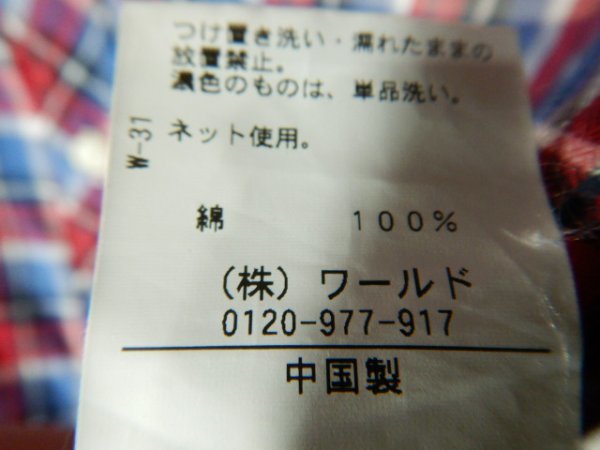 つけ置き洗い・濡れたままの
放置禁止。
濃色のものは、単品洗い。
ネット使用。
W-31
綿 100%
(株) ワールド
0120-977-917
中国製